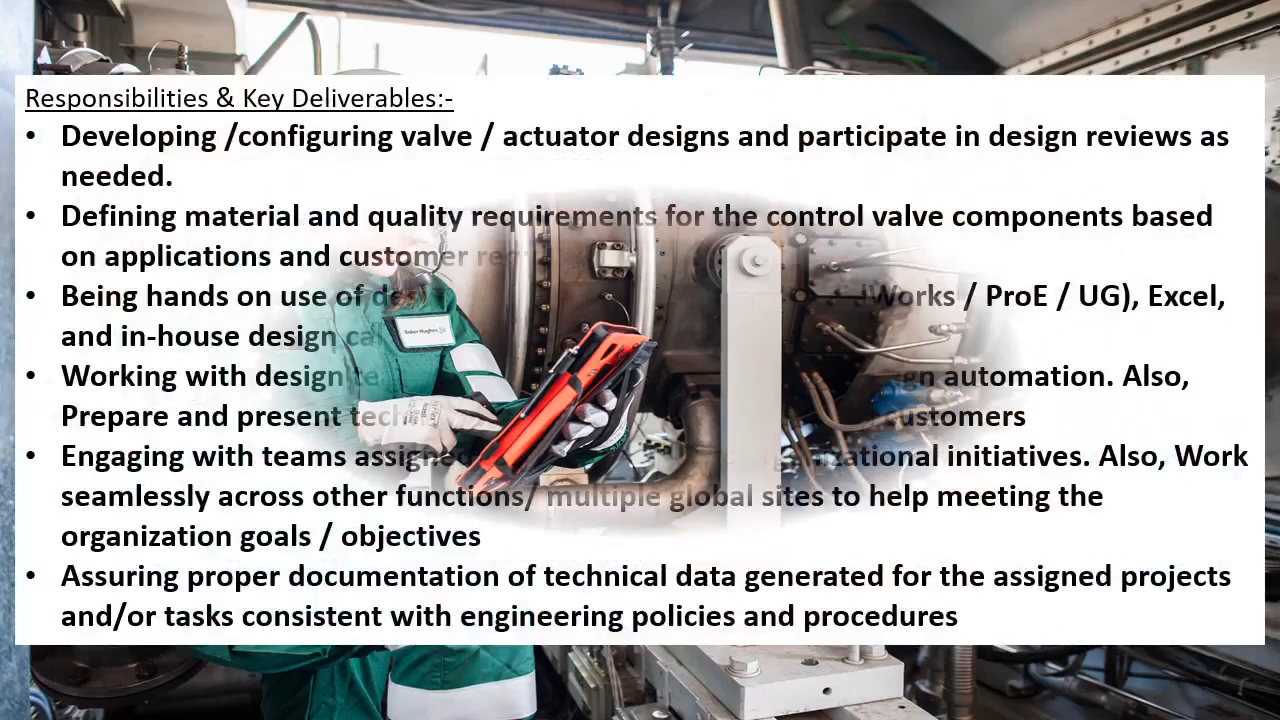 Responsibilities & Key Deliverables:-
• Developing /configuring valve / actuator designs and participate in design reviews as
needed.
• Defining material and quality requirements for the control valve components based
on applications and customer
• Being hands on use of / ProE / UG), Excel,
and in-house design
• Working with design automation. Also,
Prepare and present customers
• Engaging with teams assigned initiatives. Also, Work
seamlessly across other functions/ multiple global sites to help meeting the
organization goals / objectives
• Assuring proper documentation of technical data generated for the assigned projects
and/or tasks consistent with engineering policies and procedures
Baker Hughes